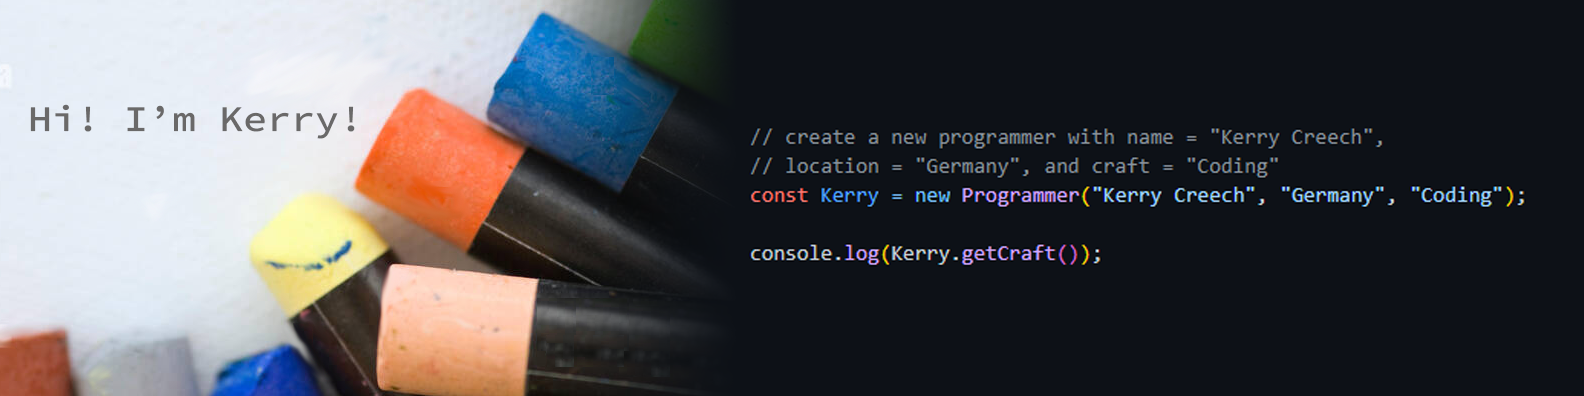 Hi! I’m Kerry!
// create a new programmer with name = "Kerry Creech",
// location = "Germany", and craft = "Coding"
const Kerry = new Programmer("Kerry Creech", "Germany", "Coding");
console.log(Kerry.getCraft());